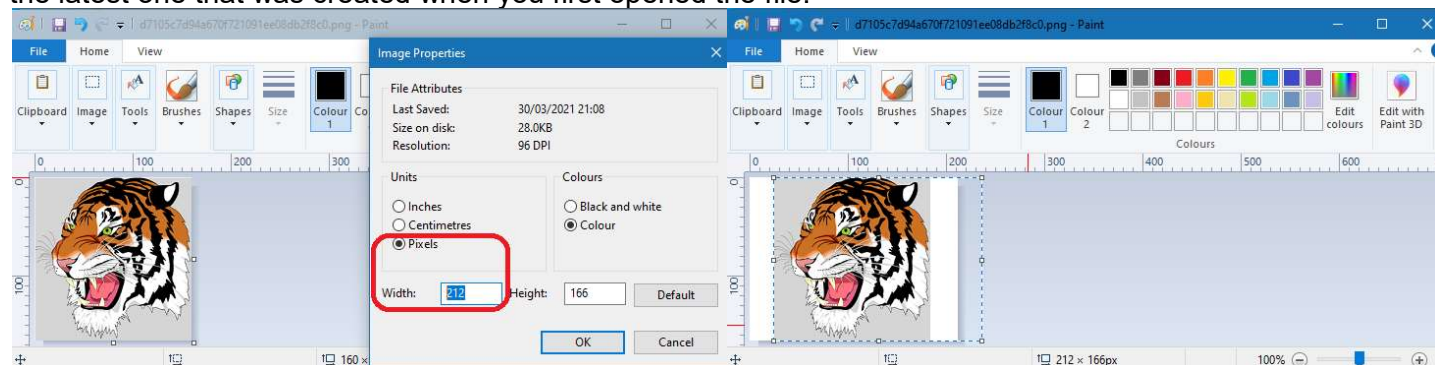 the latest one that was created when you first opened the file.
d7105c7d94a670f721091ee08db2f8c0.png - Paint
File Home View
Clipboard Image Tools Brushes Shapes Size Colour 1 Co
0 100 200 300
100
160 ×
Image Properties
File Attributes
Last Saved: 30/03/2021 21:08
Size on disk: 28.0KB
Resolution: 96 DPI
Units Colours
Inches Black and white
Centimetres Colour
Pixels
Width: 212 Height: 166 Default
OK Cancel
d7105c7d94a670f721091ee08db2f8c0.png - Paint
File Home View
Clipboard Image Tools Brushes Shapes Size Colour 1 Colour 2 Edit colours Edit with Paint 3D
Colours
0 100 200 300 400 500 600
100
212 × 166px 100%